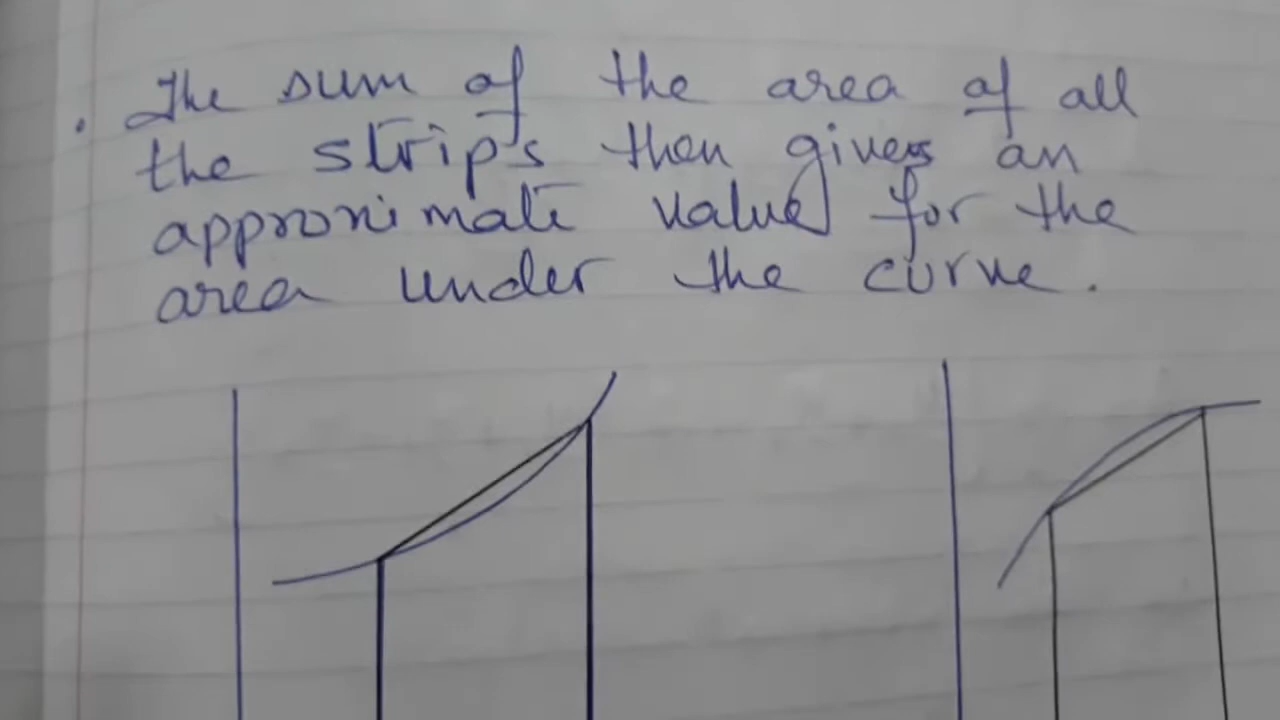 . The sum of the area of all
the strips then gives an
approximate value for the
area under the curve.